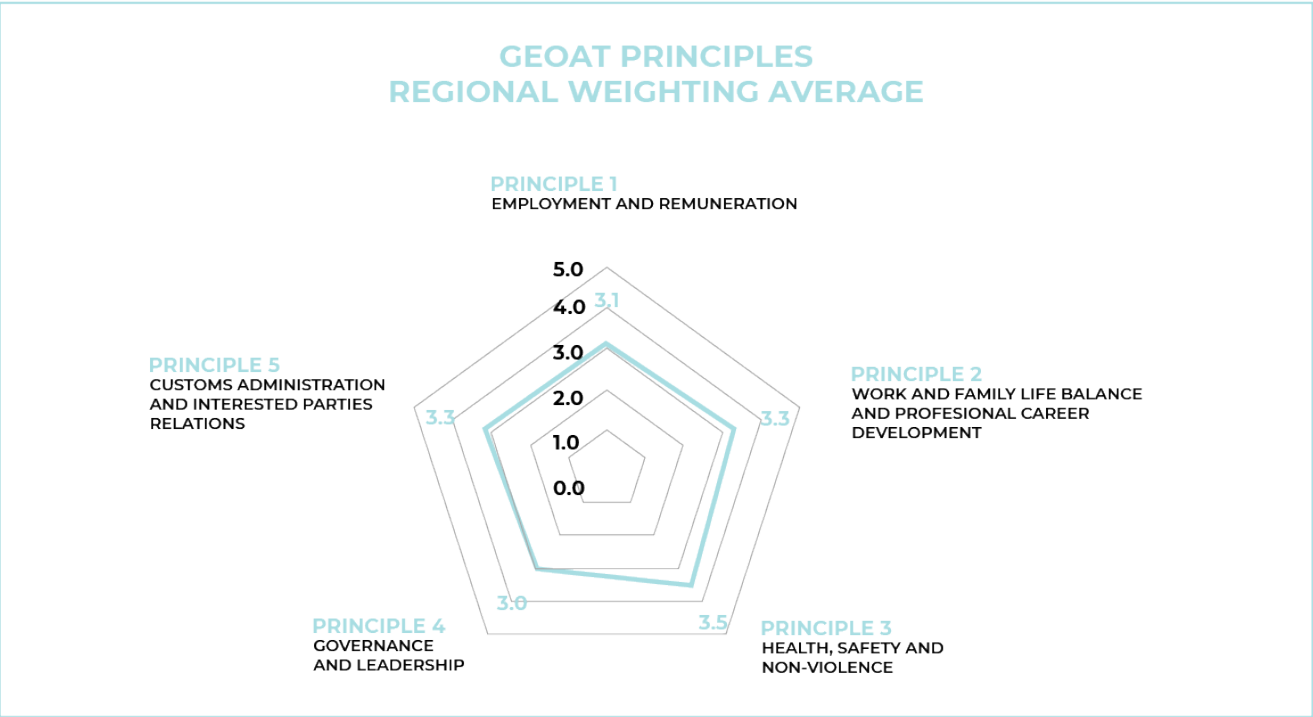 GEOAT PRINCIPLES
REGIONAL WEIGHTING AVERAGE
PRINCIPLE 1
EMPLOYMENT AND REMUNERATION
5.0
3.1
4.0
3.0
PRINCIPLE 5
CUSTOMS ADMINISTRATION
AND INTERESTED PARTIES
RELATIONS
PRINCIPLE 2
WORK AND FAMILY LIFE BALANCE
AND PROFESIONAL CAREER
DEVELOPMENT
2.0
3.3
3.3
1.0
0.0
3.0
3.5
PRINCIPLE 4
GOVERNANCE
AND LEADERSHIP
PRINCIPLE 3
HEALTH, SAFETY AND
NON-VIOLENCE